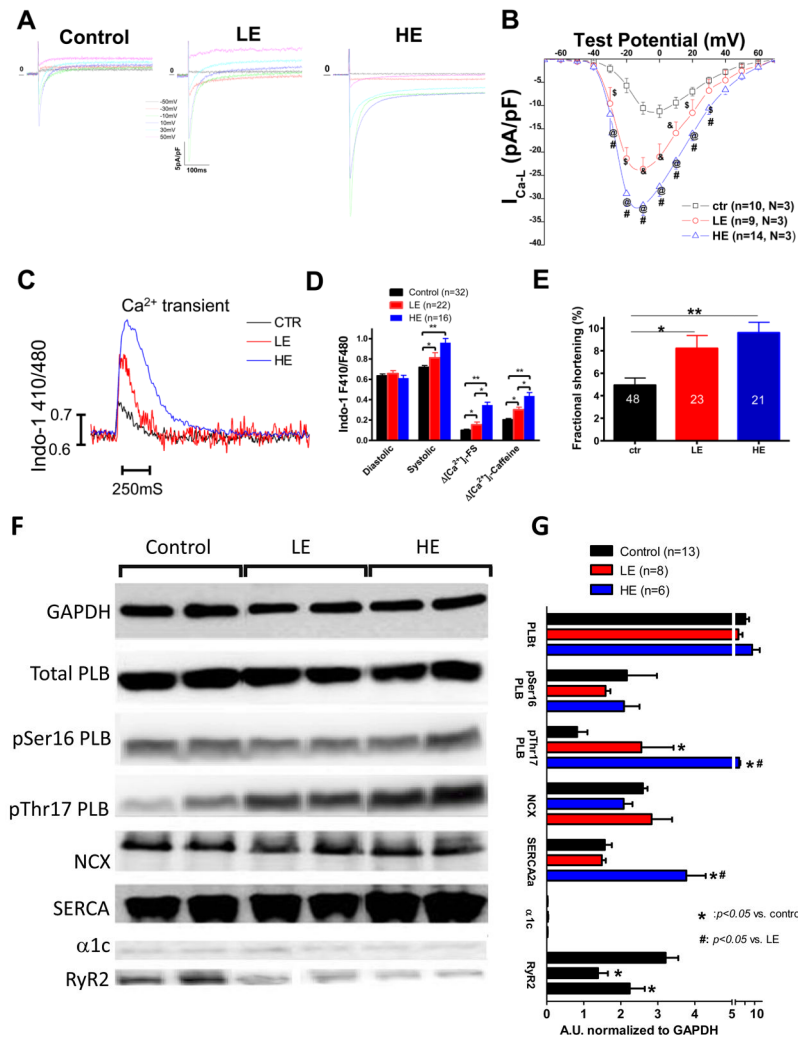 A
Control
LE
HE
0
0
0
-50mV
-30mV
-10mV
10mV
30mV
50mV
5pA/pF
100ms
B
Test Potential (mV)
-60 -40 -20 0 20 40 60
-5
-10
-15
-20
-25
-30
-35
-40
I Ca-L (pA/pF)
$ $ $ $
& &
@ @ @ @ @ @
# # # # # # #
ctr (n=10, N=3)
LE (n=9, N=3)
HE (n=14, N=3)
C
Ca2+ transient
CTR
LE
HE
Indo-1 410/480
0.7
0.6
250mS
D
Control (n=32)
LE (n=22)
HE (n=16)
Indo-1 F410/F480
1.2
1.0
0.8
0.6
0.4
0.2
0.0
** *
** * *
** * *
Diastolic
Systolic
Δ[Ca2+]i-FS
Δ[Ca2+]i-Caffeine
E
Fractional shortening (%)
10
8
6
4
2
0
**
*
48
23
21
ctr
LE
HE
F
Control
LE
HE
GAPDH
Total PLB
pSer16 PLB
pThr17 PLB
NCX
SERCA
α1c
RyR2
G
Control (n=13)
LE (n=8)
HE (n=6)
PLBt
pSer16
PLB
pThr17
PLB
*
* #
NCX
SERCA2a
* #
α1c
* :p<0.05 vs. control
#: p<0.05 vs. LE
RyR2
*
*
0 1 2 3 4 5 10
A.U. normalized to GAPDH